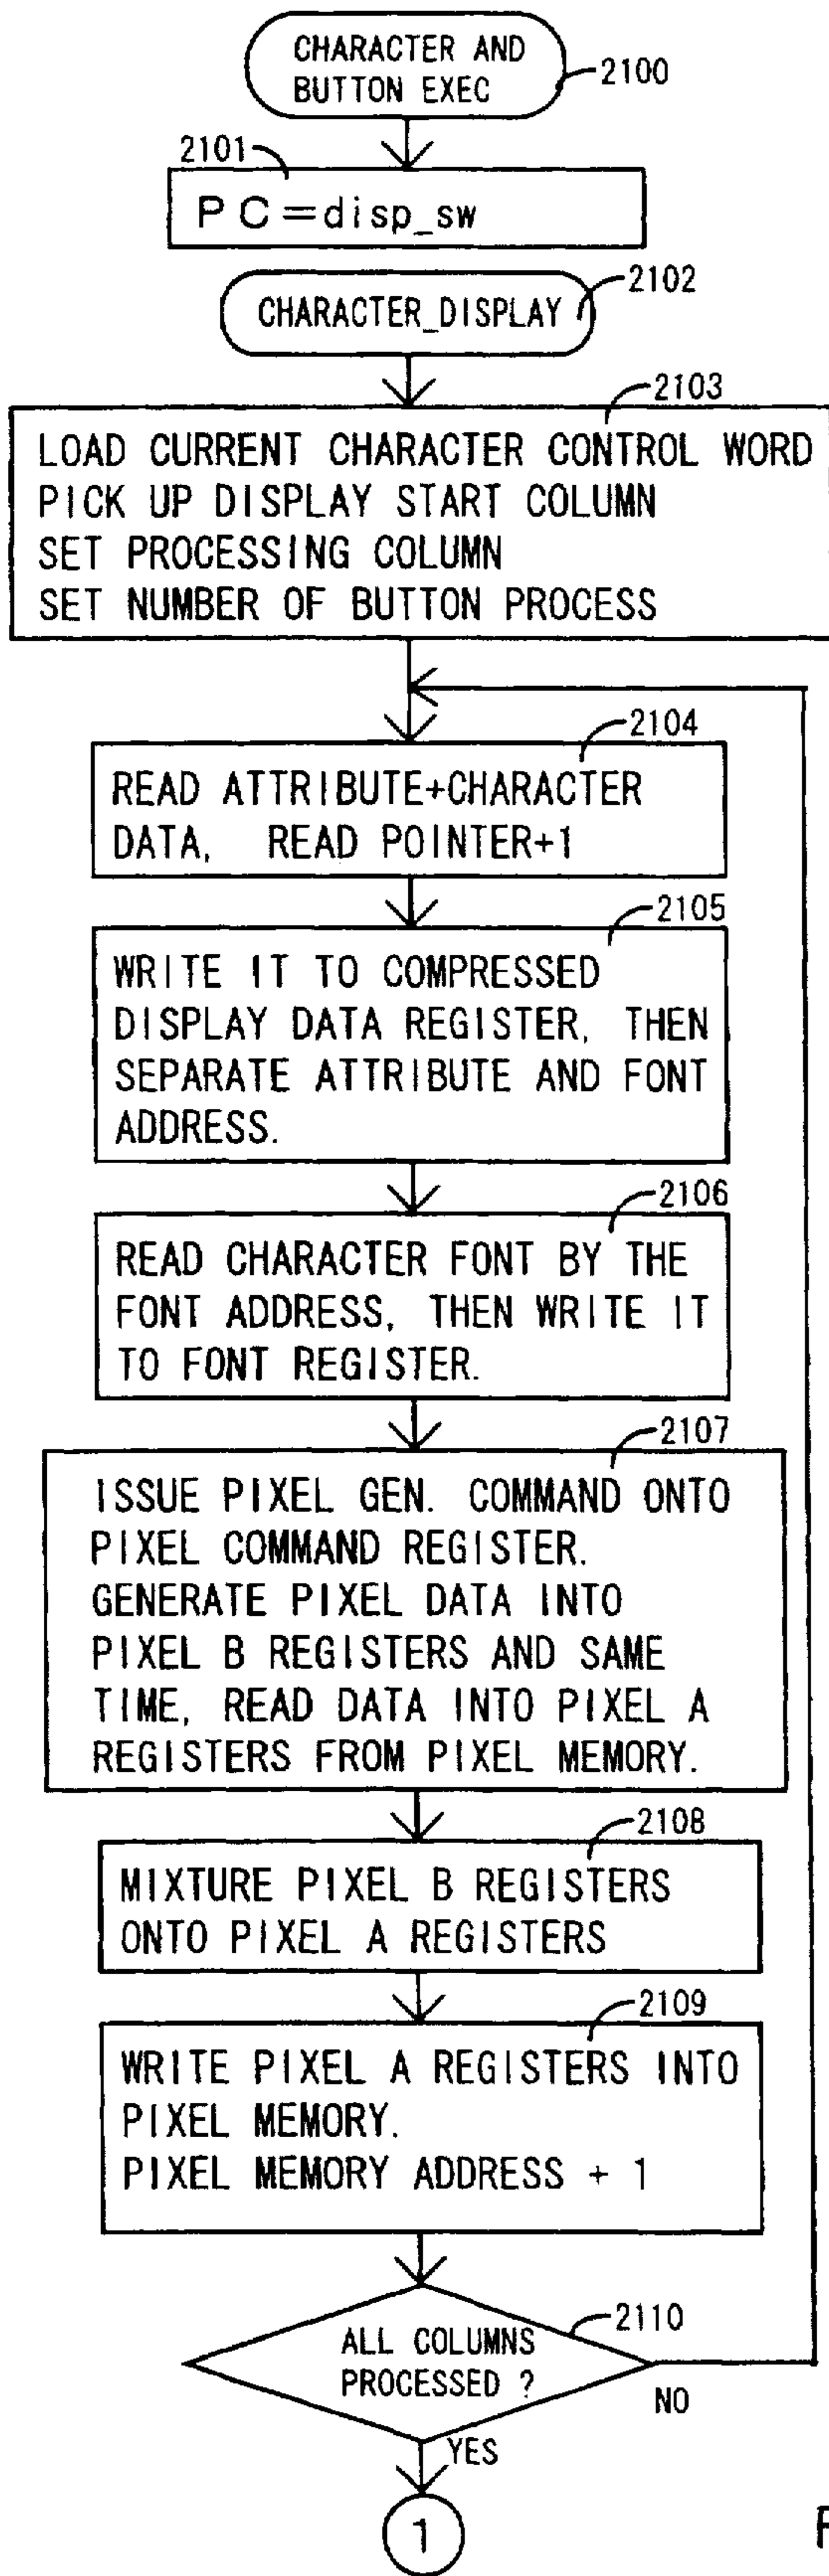 CHARACTER AND
BUTTON EXEC
2100
2101
PC=disp_sw
2102
CHARACTER_DISPLAY
2103
LOAD CURRENT CHARACTER CONTROL WORD
PICK UP DISPLAY START COLUMN
SET PROCESSING COLUMN
SET NUMBER OF BUTTON PROCESS
2104
READ ATTRIBUTE+CHARACTER
DATA, READ POINTER+1
2105
WRITE IT TO COMPRESSED
DISPLAY DATA REGISTER, THEN
SEPARATE ATTRIBUTE AND FONT
ADDRESS.
2106
READ CHARACTER FONT BY THE
FONT ADDRESS, THEN WRITE IT
TO FONT REGISTER.
2107
ISSUE PIXEL GEN. COMMAND ONTO
PIXEL COMMAND REGISTER.
GENERATE PIXEL DATA INTO
PIXEL B REGISTERS AND SAME
TIME, READ DATA INTO PIXEL A
REGISTERS FROM PIXEL MEMORY.
2108
MIXTURE PIXEL B REGISTERS
ONTO PIXEL A REGISTERS
2109
WRITE PIXEL A REGISTERS INTO
PIXEL MEMORY.
PIXEL MEMORY ADDRESS + 1
2110
ALL COLUMNS
PROCESSED ?
NO
YES
1